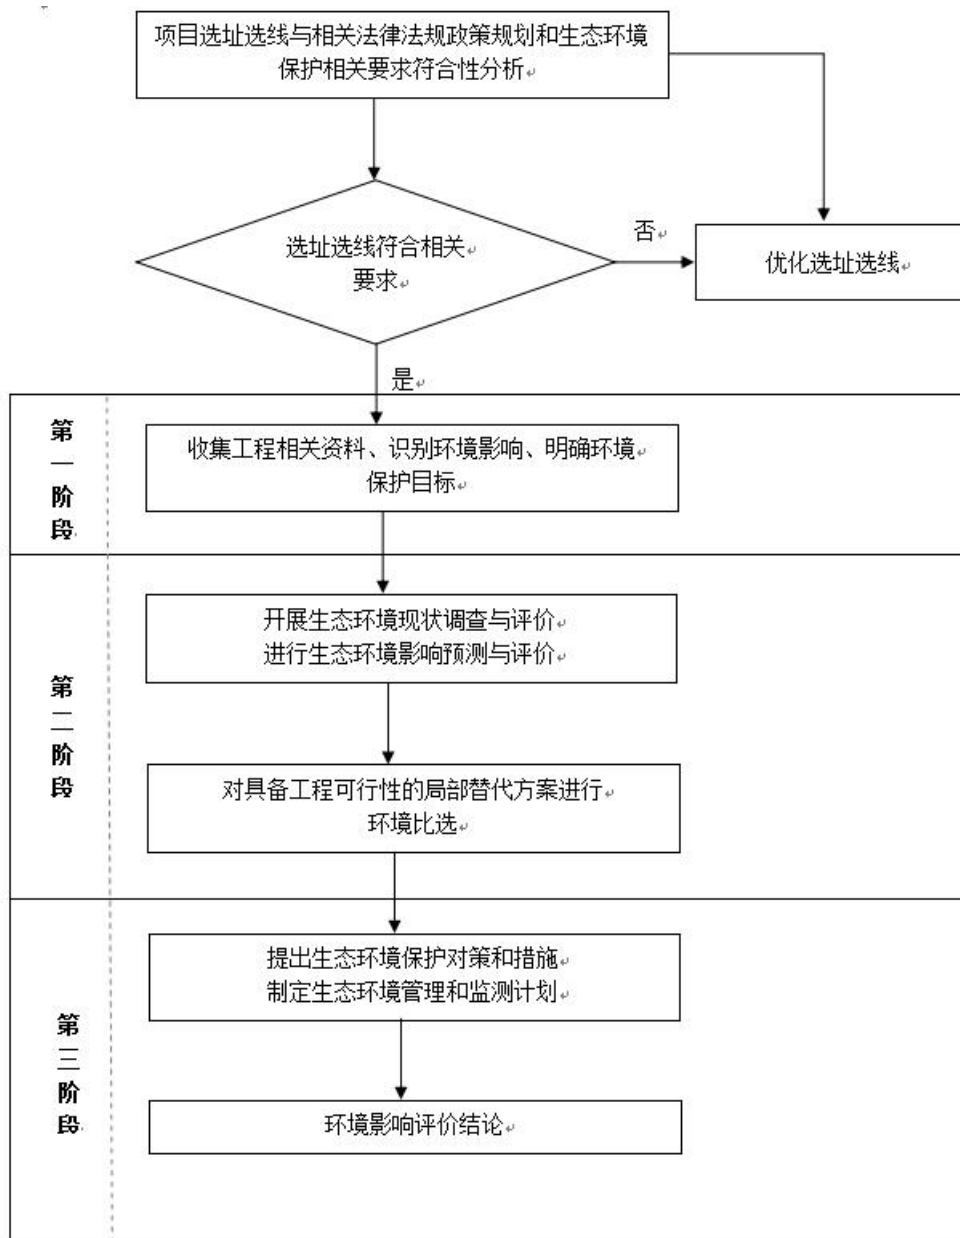 项目选址选线与相关法律法规政策规划和生态环境
保护相关要求符合性分析
选址选线符合相关
要求
否
优化选址选线
是
第
一
阶
段
收集工程相关资料、识别环境影响、明确环境
保护目标
第
二
阶
段
开展生态环境现状调查与评价
进行生态环境影响预测与评价
对具备工程可行性的局部替代方案进行
环境比选
第
三
阶
段
提出生态环境保护对策和措施
制定生态环境管理和监测计划
环境影响评价结论